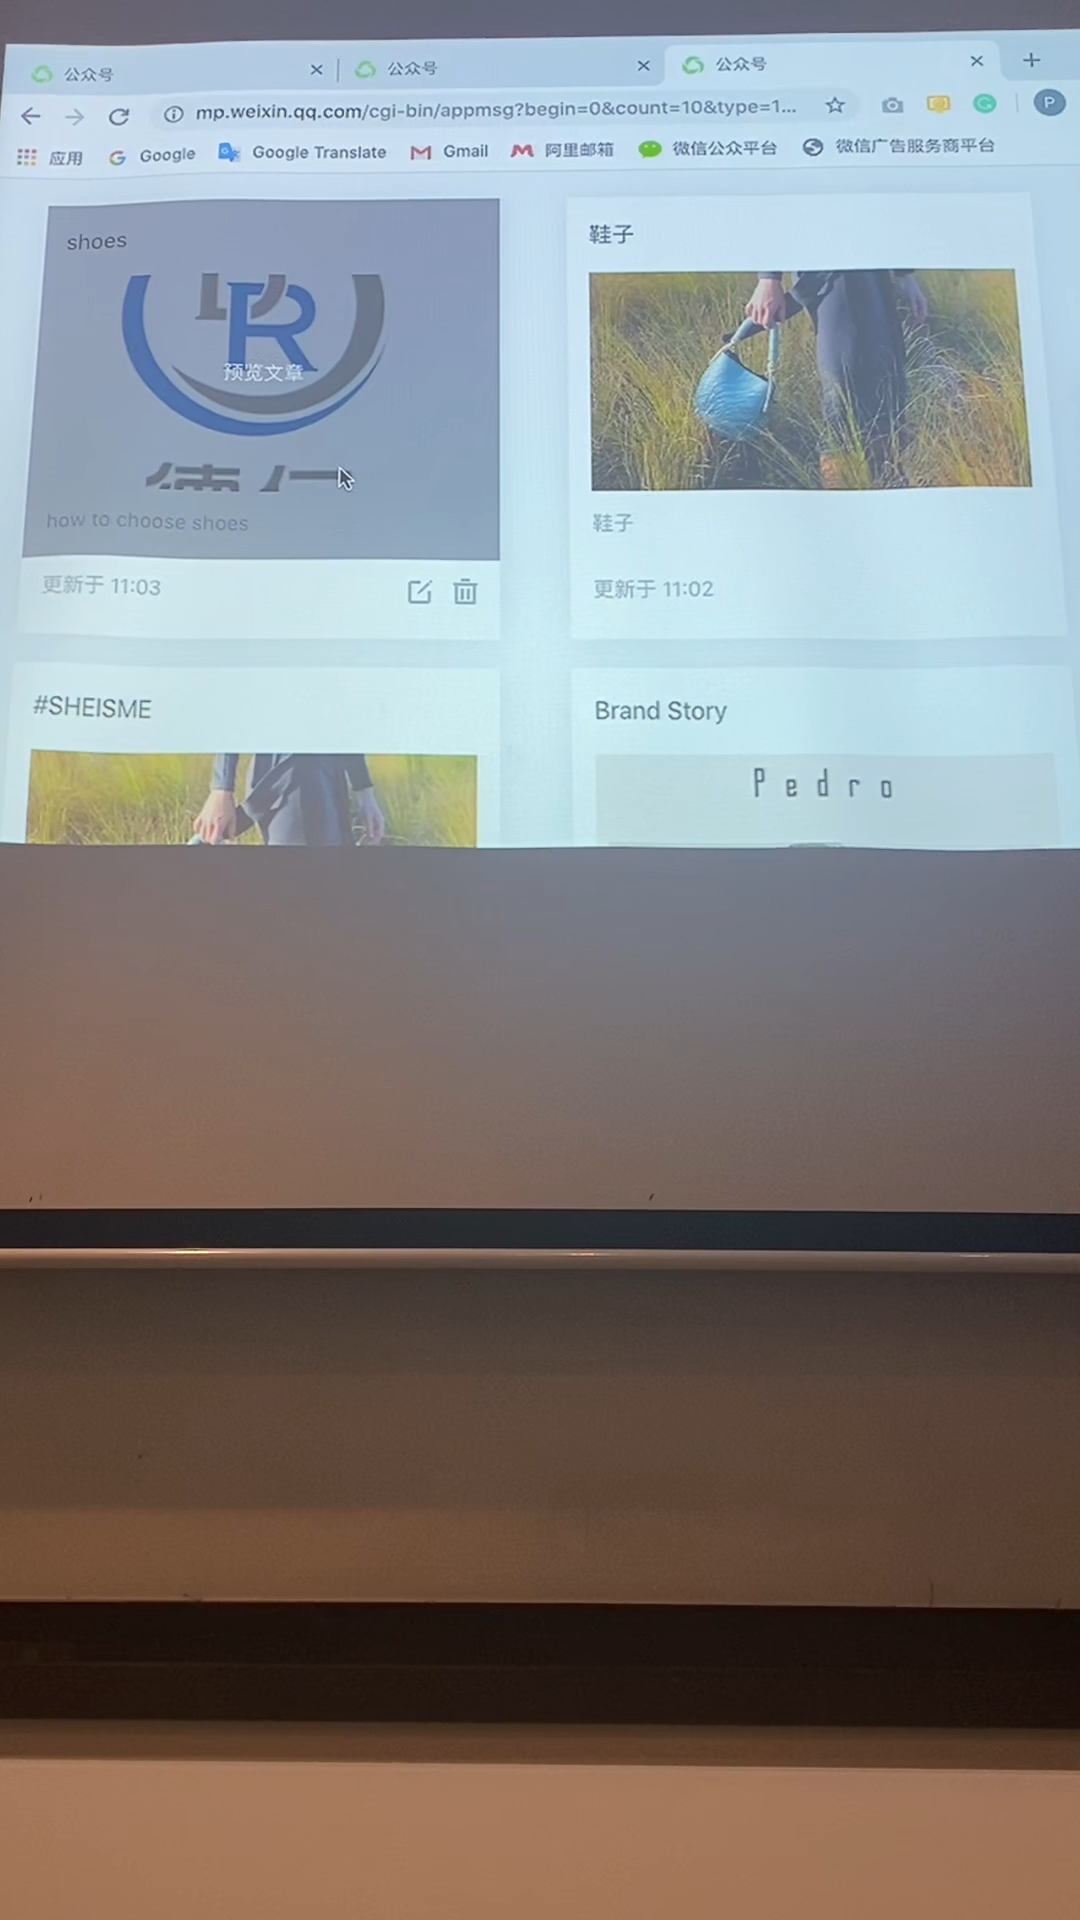 公众号
公众号
公众号
mp.weixin.qq.com/cgi-bin/appmsg?begin=0&count=10&type=1...
P
应用
Google
Google Translate
Gmail
阿里邮箱
微信公众平台
微信广告服务商平台
shoes
R
预览文章
how to choose shoes
更新于 11:03
鞋子
鞋子
更新于 11:02
#SHEISME
Brand Story
Pedro